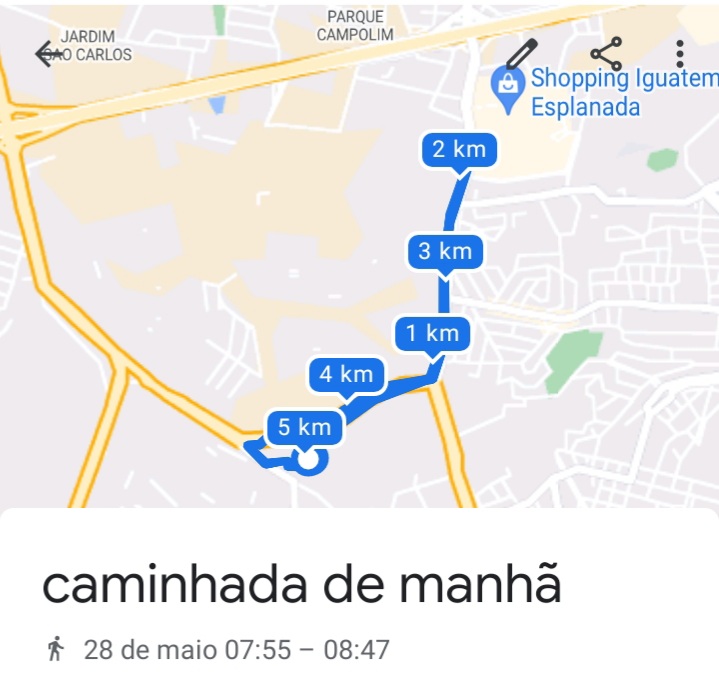 PARQUE
CAMPOLIM
JARDIM
SAO CARLOS
Shopping Iguatem
Esplanada
2 km
3 km
1 km
4 km
5 km
caminhada de manhã
28 de maio 07:55 – 08:47